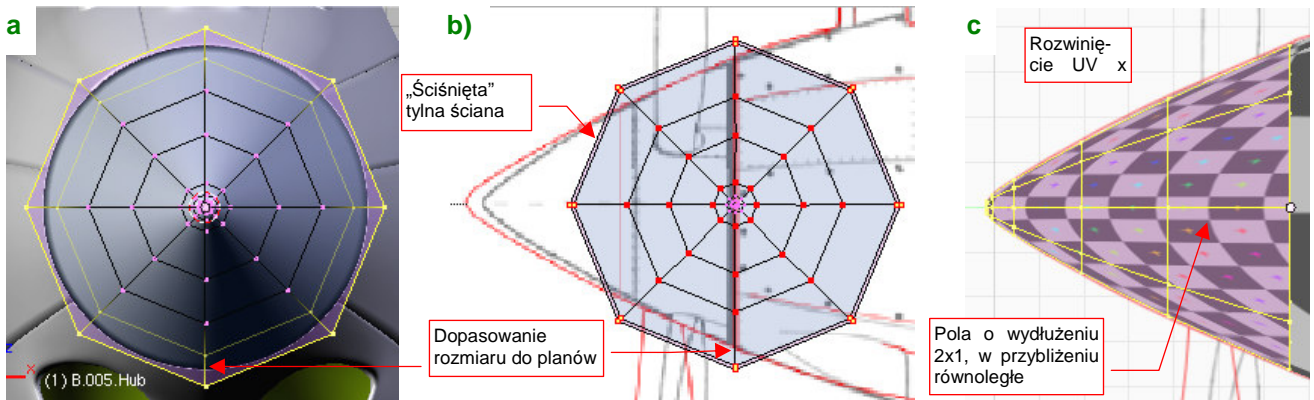 a
b)
c
„Ściśnięta”
tylna ściana
Rozwinię-
cie UV x
Dopasowanie
rozmiaru do planów
Pola o wydłużeniu
2x1, w przybliżeniu
równoległe
z
x
(1) B.005.Hub